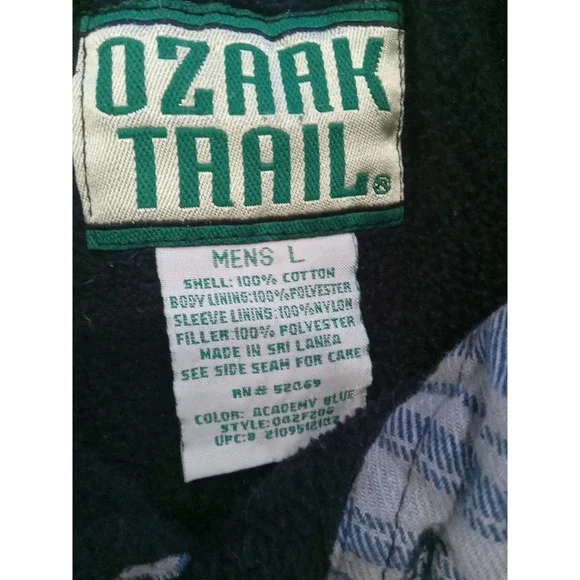 OZARK
TRAIL®
MENS L
SHELL: 100% COTTON
BODY LINING:100%POLYESTER
SLEEVE LINING:100%NYLON
FILLER:100% POLYESTER
MADE IN SRI LANKA
SEE SIDE SEAM FOR CARE
RN# 52469
COLOR: ACADEMY BLUE